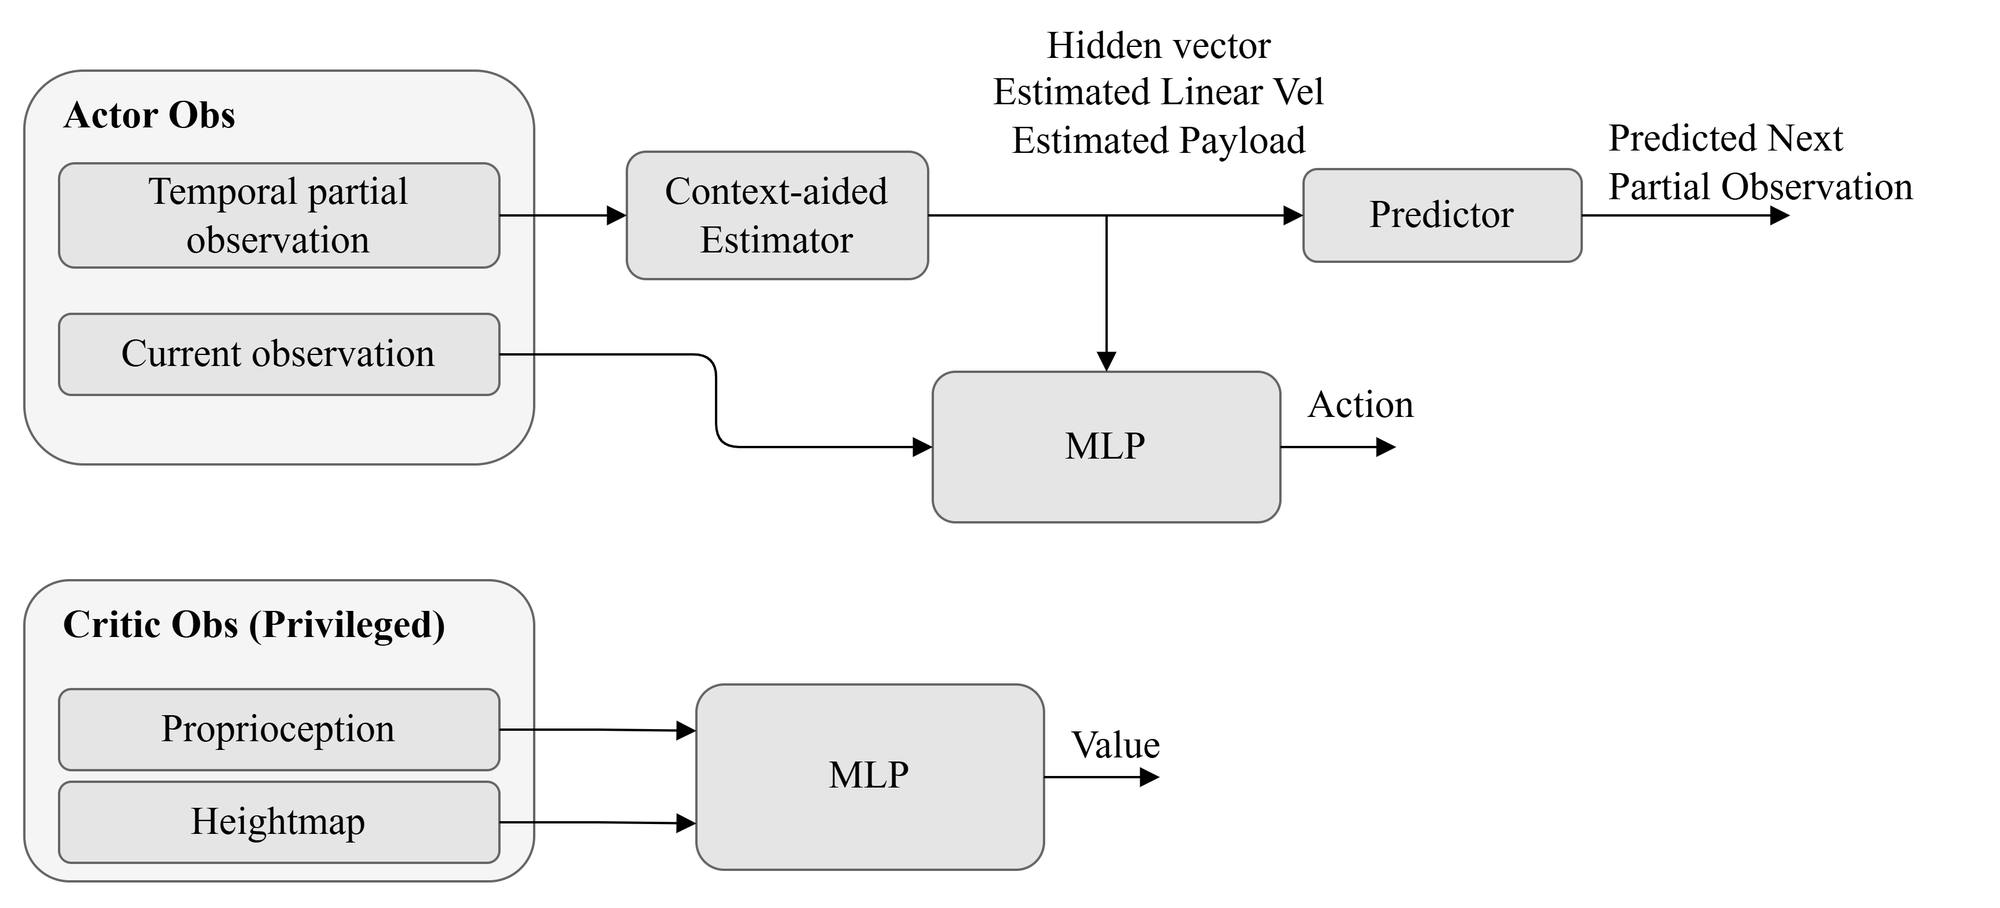 Hidden vector
Estimated Linear Vel
Estimated Payload
Actor Obs
Temporal partial
observation
Context-aided
Estimator
Predictor
Predicted Next
Partial Observation
Current observation
MLP
Action
Critic Obs (Privileged)
Proprioception
Heightmap
MLP
Value